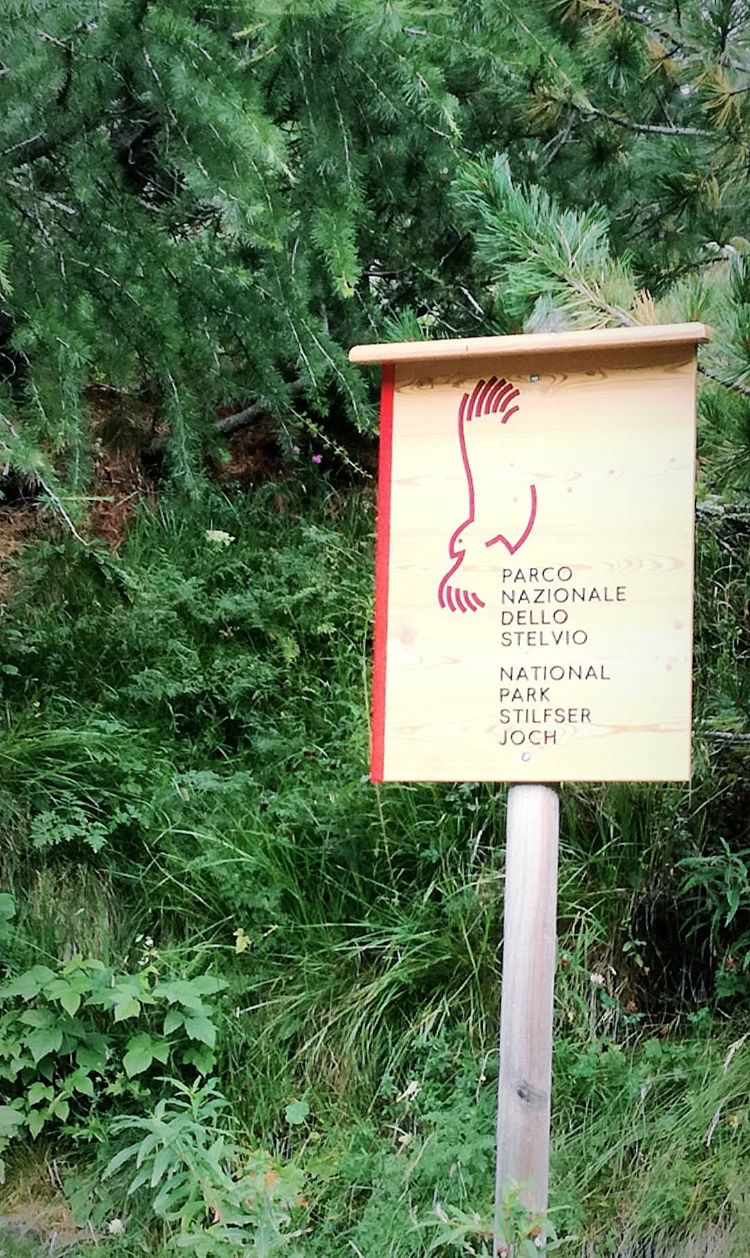 PARCO
NAZIONALE
DELLO
STELVIO
NATIONAL
PARK
STILFSER
JOCH